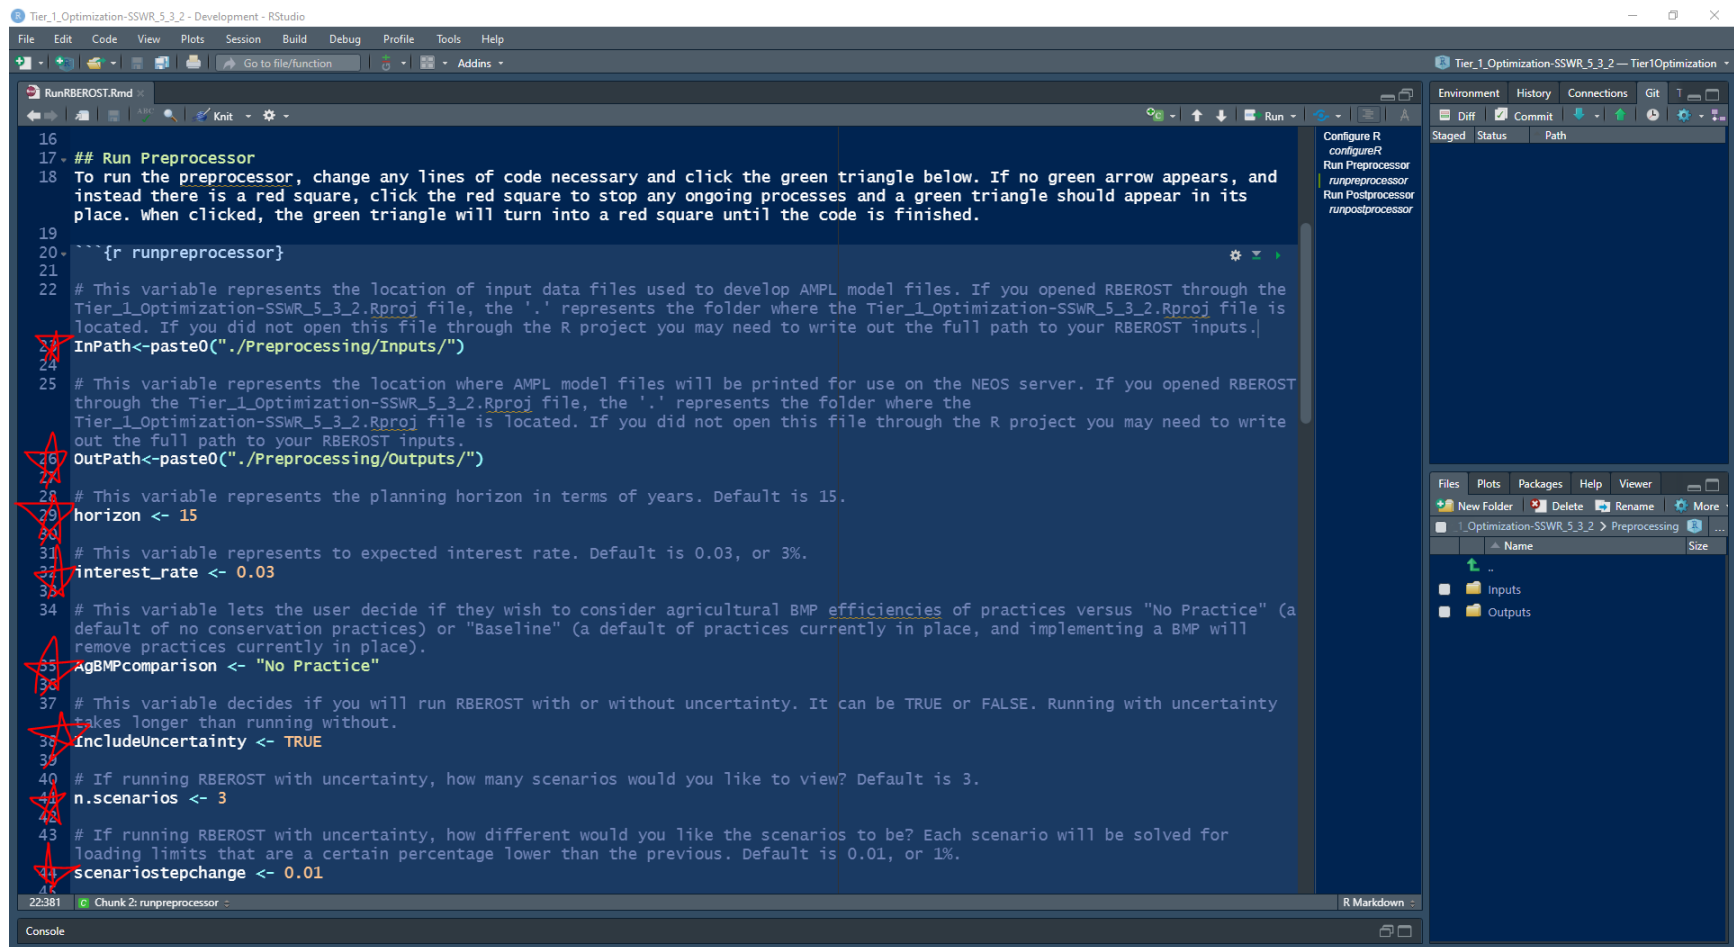 Tier_1_Optimization-SSWR_5_3_2 - Development - RStudio
File Edit Code View Plots Session Build Debug Profile Tools Help
Go to file/function Addins
Tier_1_Optimization-SSWR_5_3_2 — Tier1Optimization
RunRBEROST.Rmd
ABC Knit Run
16
17 ## Run Preprocessor
18 To run the preprocessor, change any lines of code necessary and click the green triangle below. If no green arrow appears, and
instead there is a red square, click the red square to stop any ongoing processes and a green triangle should appear in its
place. When clicked, the green triangle will turn into a red square until the code is finished.
19
20 ```{r runpreprocessor}
21
22 # This variable represents the location of input data files used to develop AMPL model files. If you opened RBEROST through the
Tier_1_Optimization-SSWR_5_3_2.Rproj file, the '.' represents the folder where the Tier_1_Optimization-SSWR_5_3_2.Rproj file is
located. If you did not open this file through the R project you may need to write out the full path to your RBEROST inputs.
23 InPath<-paste0("./Preprocessing/Inputs/")
24
25 # This variable represents the location where AMPL model files will be printed for use on the NEOS server. If you opened RBEROST
through the Tier_1_Optimization-SSWR_5_3_2.Rproj file, the '.' represents the folder where the
Tier_1_Optimization-SSWR_5_3_2.Rproj file is located. If you did not open this file through the R project you may need to write
out the full path to your RBEROST inputs.
26 OutPath<-paste0("./Preprocessing/Outputs/")
27
28 # This variable represents the planning horizon in terms of years. Default is 15.
29 horizon <- 15
30
31 # This variable represents to expected interest rate. Default is 0.03, or 3%.
32 interest_rate <- 0.03
33
34 # This variable lets the user decide if they wish to consider agricultural BMP efficiencies of practices versus "No Practice" (a
default of no conservation practices) or "Baseline" (a default of practices currently in place, and implementing a BMP will
remove practices currently in place).
35 AgBMPcomparison <- "No Practice"
36
37 # This variable decides if you will run RBEROST with or without uncertainty. It can be TRUE or FALSE. Running with uncertainty
takes longer than running without.
38 IncludeUncertainty <- TRUE
39
40 # If running RBEROST with uncertainty, how many scenarios would you like to view? Default is 3.
41 n.scenarios <- 3
42
43 # If running RBEROST with uncertainty, how different would you like the scenarios to be? Each scenario will be solved for
loading limits that are a certain percentage lower than the previous. Default is 0.01, or 1%.
44 scenariostepchange <- 0.01
45
22:381 C Chunk 2: runpreprocessor R Markdown
Console
Configure R
configureR
Run Preprocessor
runpreprocessor
Run Postprocessor
runpostprocessor
Environment History Connections Git T
Diff Commit
Staged Status Path
Files Plots Packages Help Viewer
New Folder Delete Rename More
1_Optimization-SSWR_5_3_2 > Preprocessing ...
Name Size
..
Inputs
Outputs